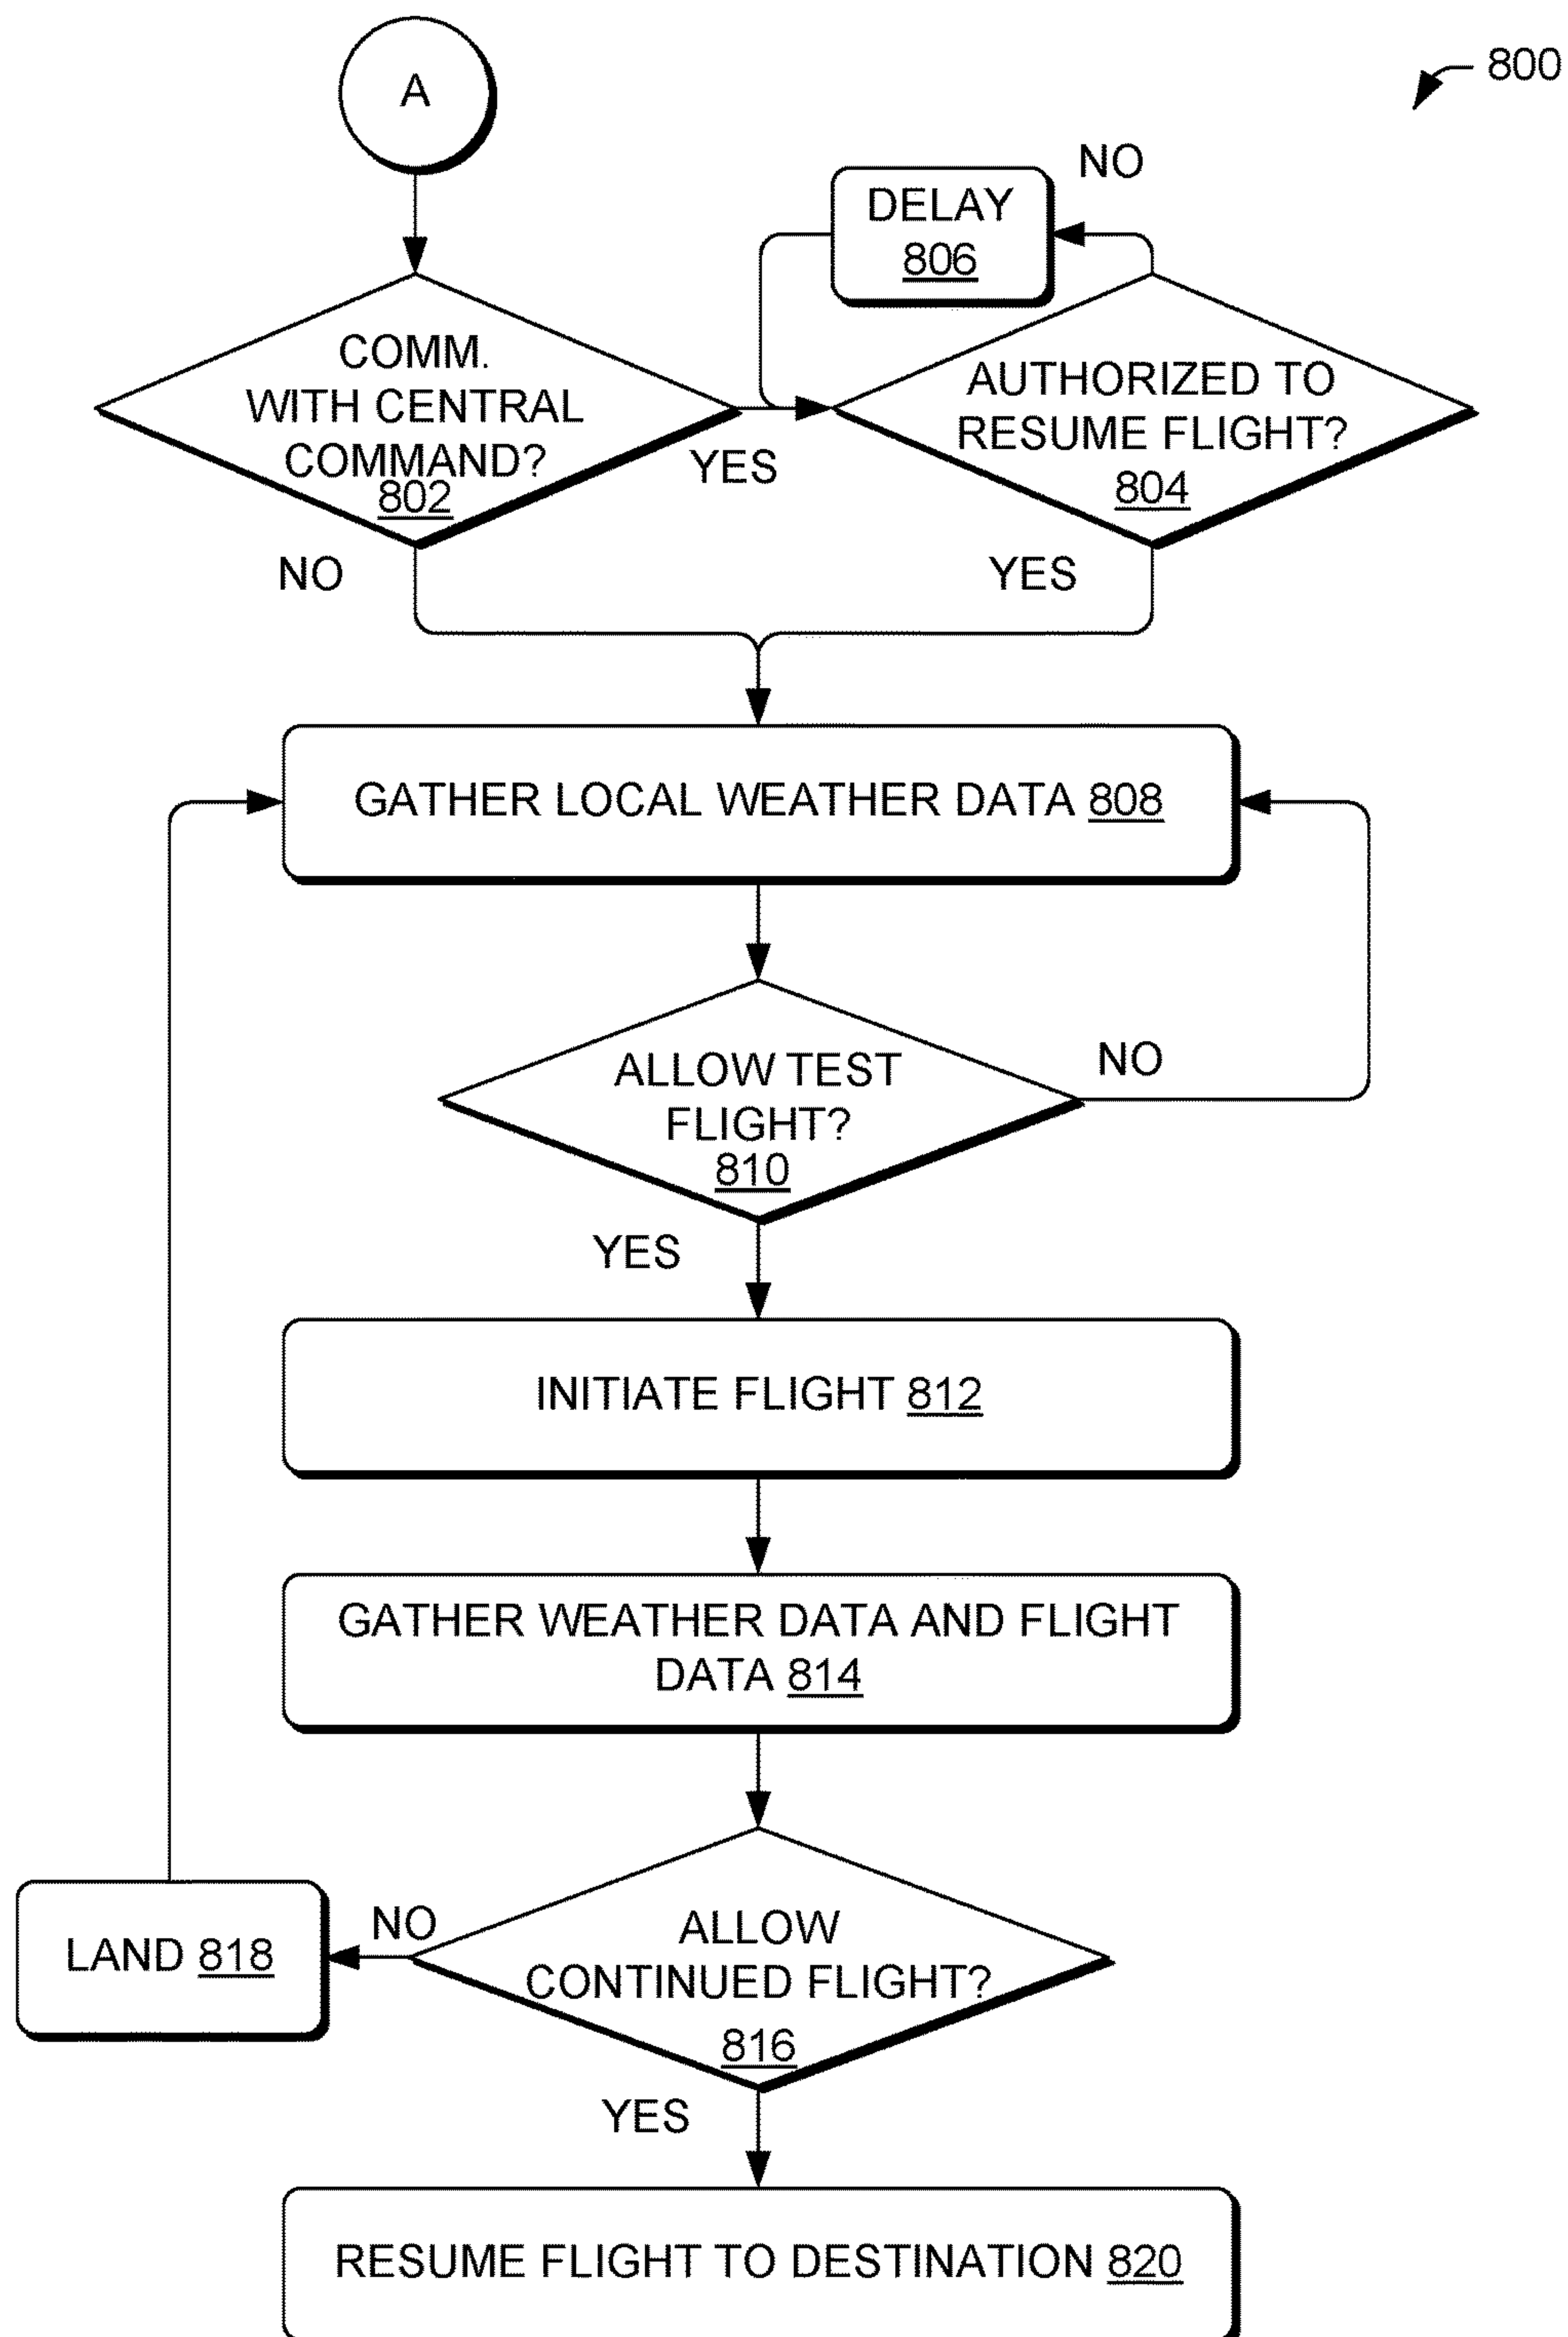 A
800
NO
DELAY
806
COMM.
WITH CENTRAL
COMMAND?
802
YES
AUTHORIZED TO
RESUME FLIGHT?
804
NO
YES
GATHER LOCAL WEATHER DATA 808
ALLOW TEST
FLIGHT?
810
NO
YES
INITIATE FLIGHT 812
GATHER WEATHER DATA AND FLIGHT
DATA 814
LAND 818
NO
ALLOW
CONTINUED FLIGHT?
816
YES
RESUME FLIGHT TO DESTINATION 820